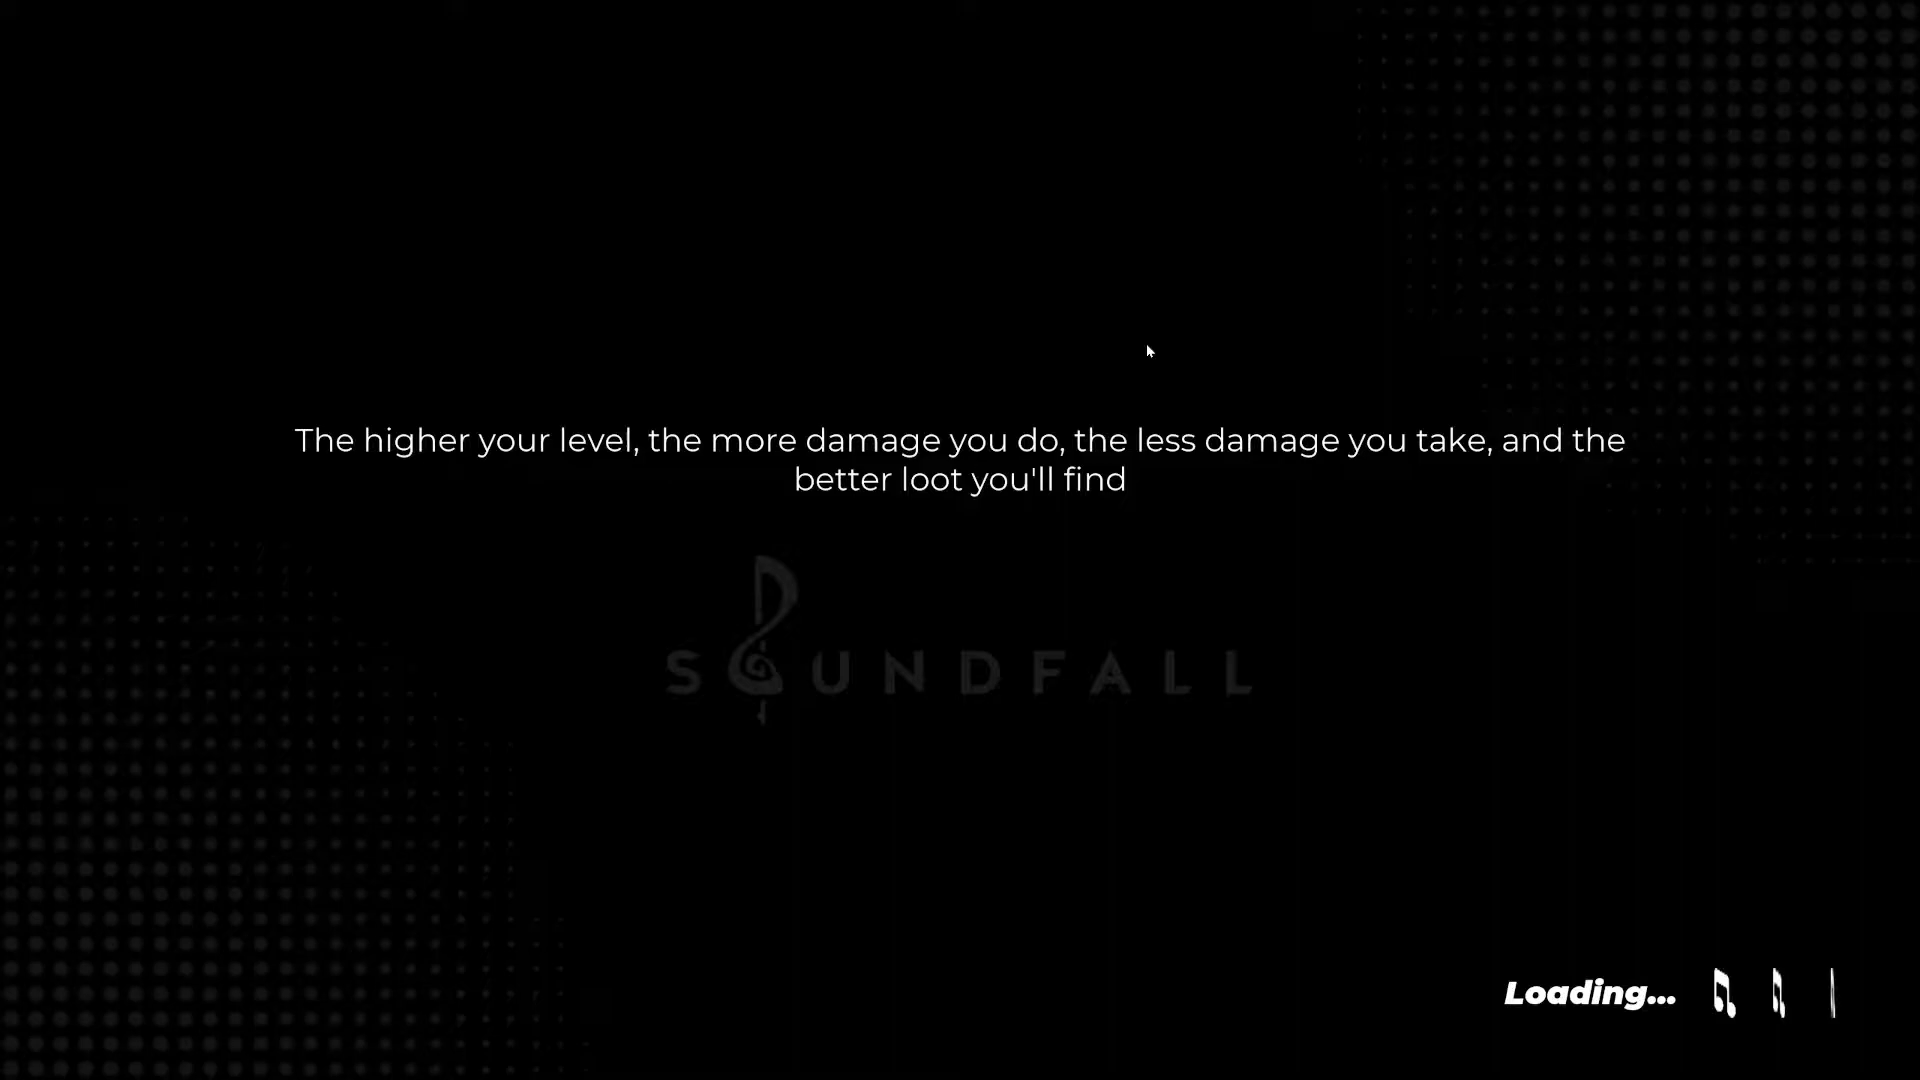 The higher your level, the more damage you do, the less damage you take, and the
better loot you'll find
SOUNDFALL
Loading...